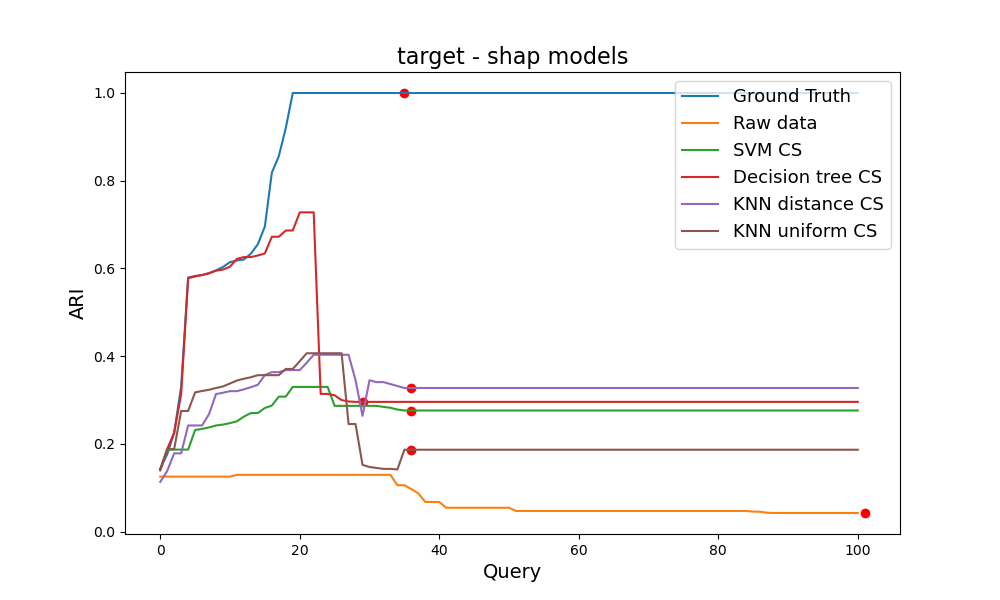 target - shap models
1.0
0.8
0.6
0.4
0.2
0.0
ARI
Ground Truth
Raw data
SVM CS
Decision tree CS
KNN distance CS
KNN uniform CS
0 20 40 60 80 100
Query